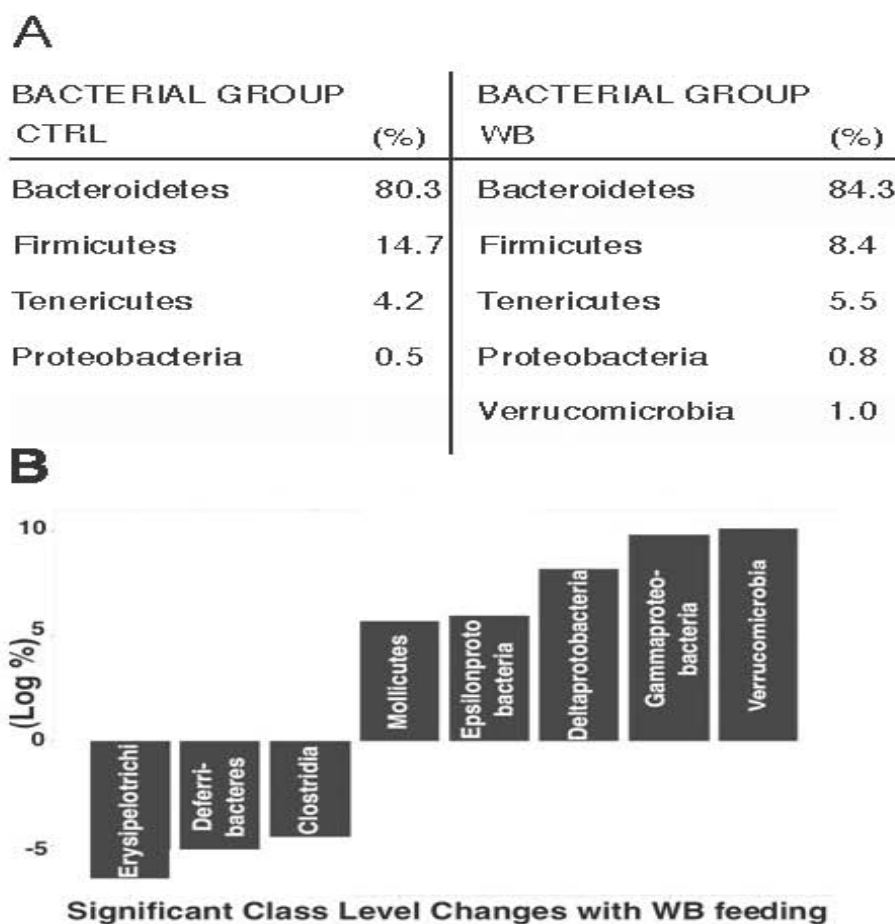 A
BACTERIAL GROUP
CTRL (%)
BACTERIAL GROUP
WB (%)
Bacteroidetes 80.3 Bacteroidetes 84.3
Firmicutes 14.7 Firmicutes 8.4
Tenericutes 4.2 Tenericutes 5.5
Proteobacteria 0.5 Proteobacteria 0.8
Verrucomicrobia 1.0
B
(Log %)
10
5
0
-5
Erysipelotrichi
Deferri-
bacteres
Clostridia
Mollicutes
Epsilonproto
bacteria
Deltaprotobacteria
Gammaproteo-
bacteria
Verrucomicrobia
Significant Class Level Changes with WB feeding